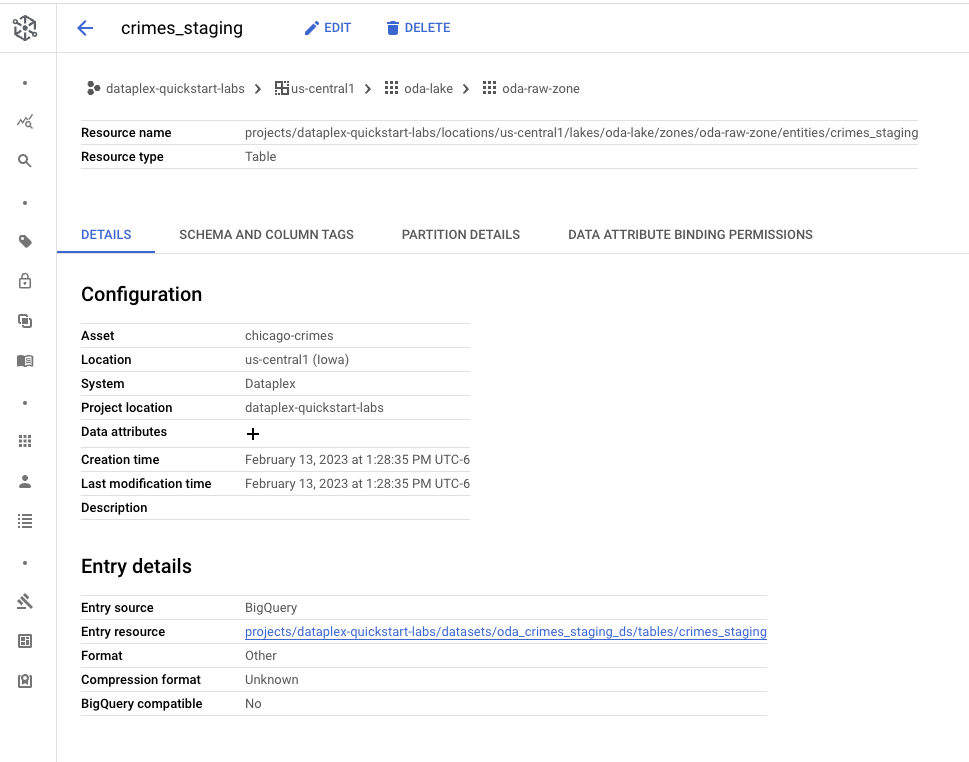 crimes_staging EDIT DELETE
dataplex-quickstart-labs us-central1 oda-lake oda-raw-zone
Resource name projects/dataplex-quickstart-labs/locations/us-central1/lakes/oda-lake/zones/oda-raw-zone/entities/crimes_staging
Resource type Table
DETAILS SCHEMA AND COLUMN TAGS PARTITION DETAILS DATA ATTRIBUTE BINDING PERMISSIONS
Configuration
Asset chicago-crimes
Location us-central1 (Iowa)
System Dataplex
Project location dataplex-quickstart-labs
Data attributes
Creation time February 13, 2023 at 1:28:35 PM UTC-6
Last modification time February 13, 2023 at 1:28:35 PM UTC-6
Description
Entry details
Entry source BigQuery
Entry resource projects/dataplex-quickstart-labs/datasets/oda_crimes_staging_ds/tables/crimes_staging
Format Other
Compression format Unknown
BigQuery compatible No